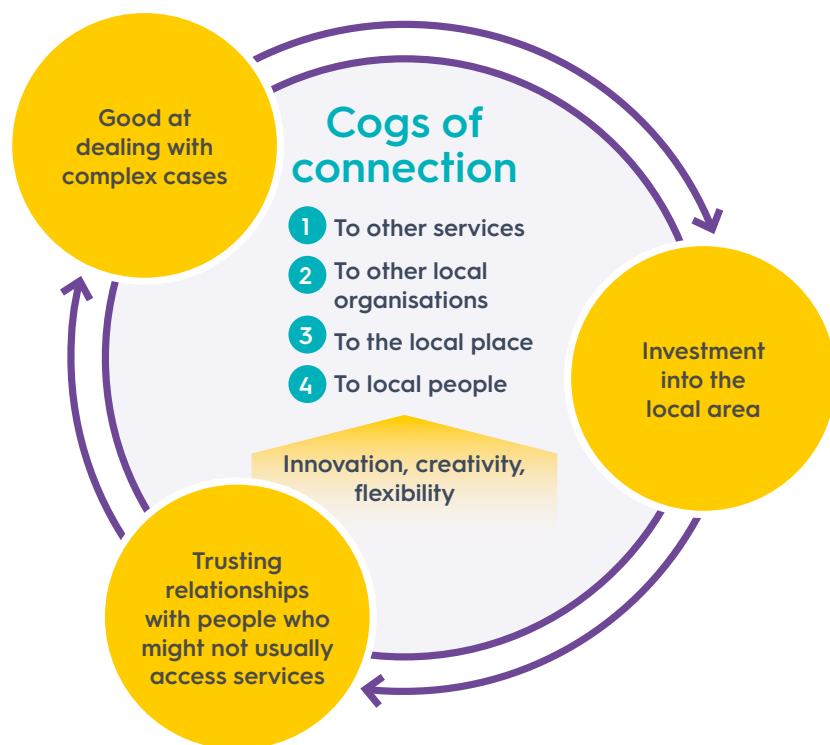 Good at
dealing with
complex cases
Cogs of
connection
1 To other services
2 To other local
organisations
3 To the local place
4 To local people
Innovation, creativity,
flexibility
Investment
into the
local area
Trusting
relationships
with people who
might not usually
access services